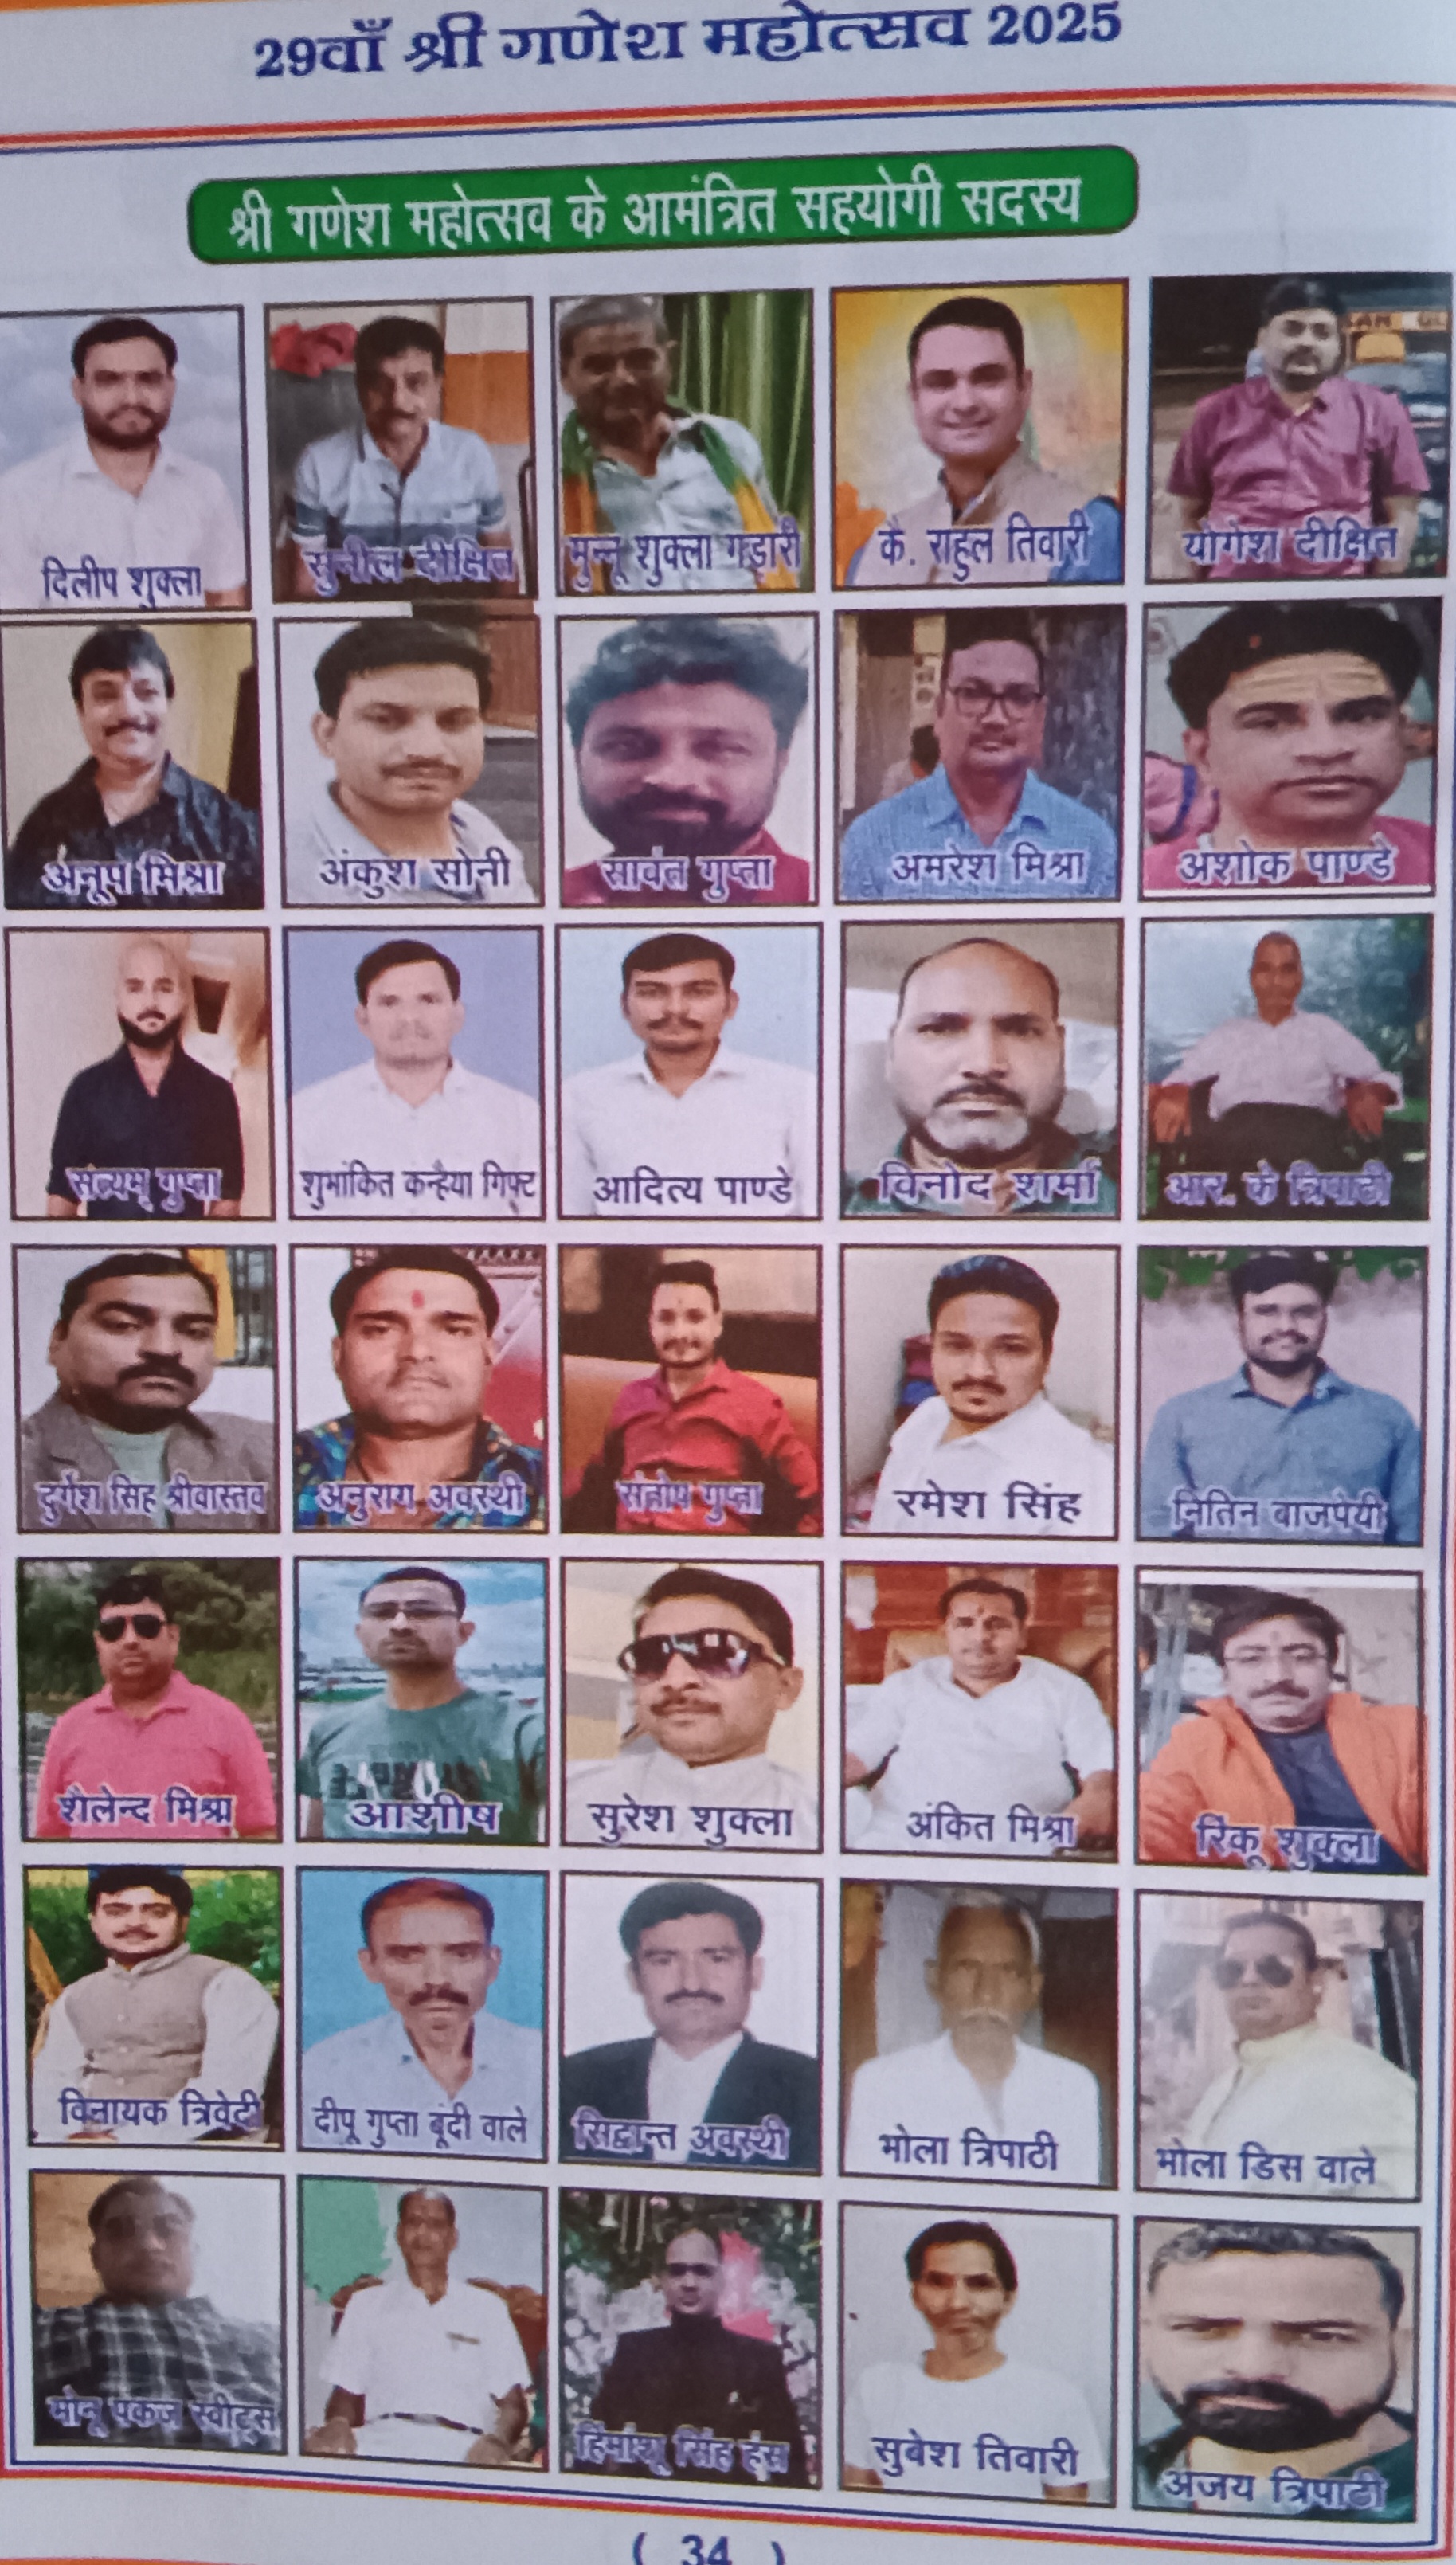 29वाँ श्री गणेश महोत्सव 2025
श्री गणेश महोत्सव के आमंत्रित सहयोगी सदस्य
दिलीप शुक्ला
सुनील दीक्षित
मुन्नू शुक्ला गड़ारी
कै. राहुल तिवारी
योगेश दीक्षित
अनूप मिश्रा
अंकुश सोनी
सावंत गुप्ता
अमरेश मिश्रा
अशोक पाण्डे
सत्यम् गुप्ता
शुभांकित कन्हैया गिफ्ट
आदित्य पाण्डे
विनोद शर्मा
आर. के त्रिपाठी
दुर्गेश सिंह श्रीवास्तव
अनुराग अवस्थी
संतोष गुप्ता
रमेश सिंह
नितिन बाजपेयी
शैलेन्द मिश्रा
आशीष
सुरेश शुक्ला
अंकित मिश्रा
रिंकू शुक्ला
विनायक त्रिवेदी
दीपू गुप्ता बूंदी वाले
सिद्वान्त अवस्थी
भोला त्रिपाठी
भोला डिस वाले
मोनू पंकज स्वीट्स
हिमांशू सिंह हंस
सुबेश तिवारी
अजय त्रिपाठी
( 34 )